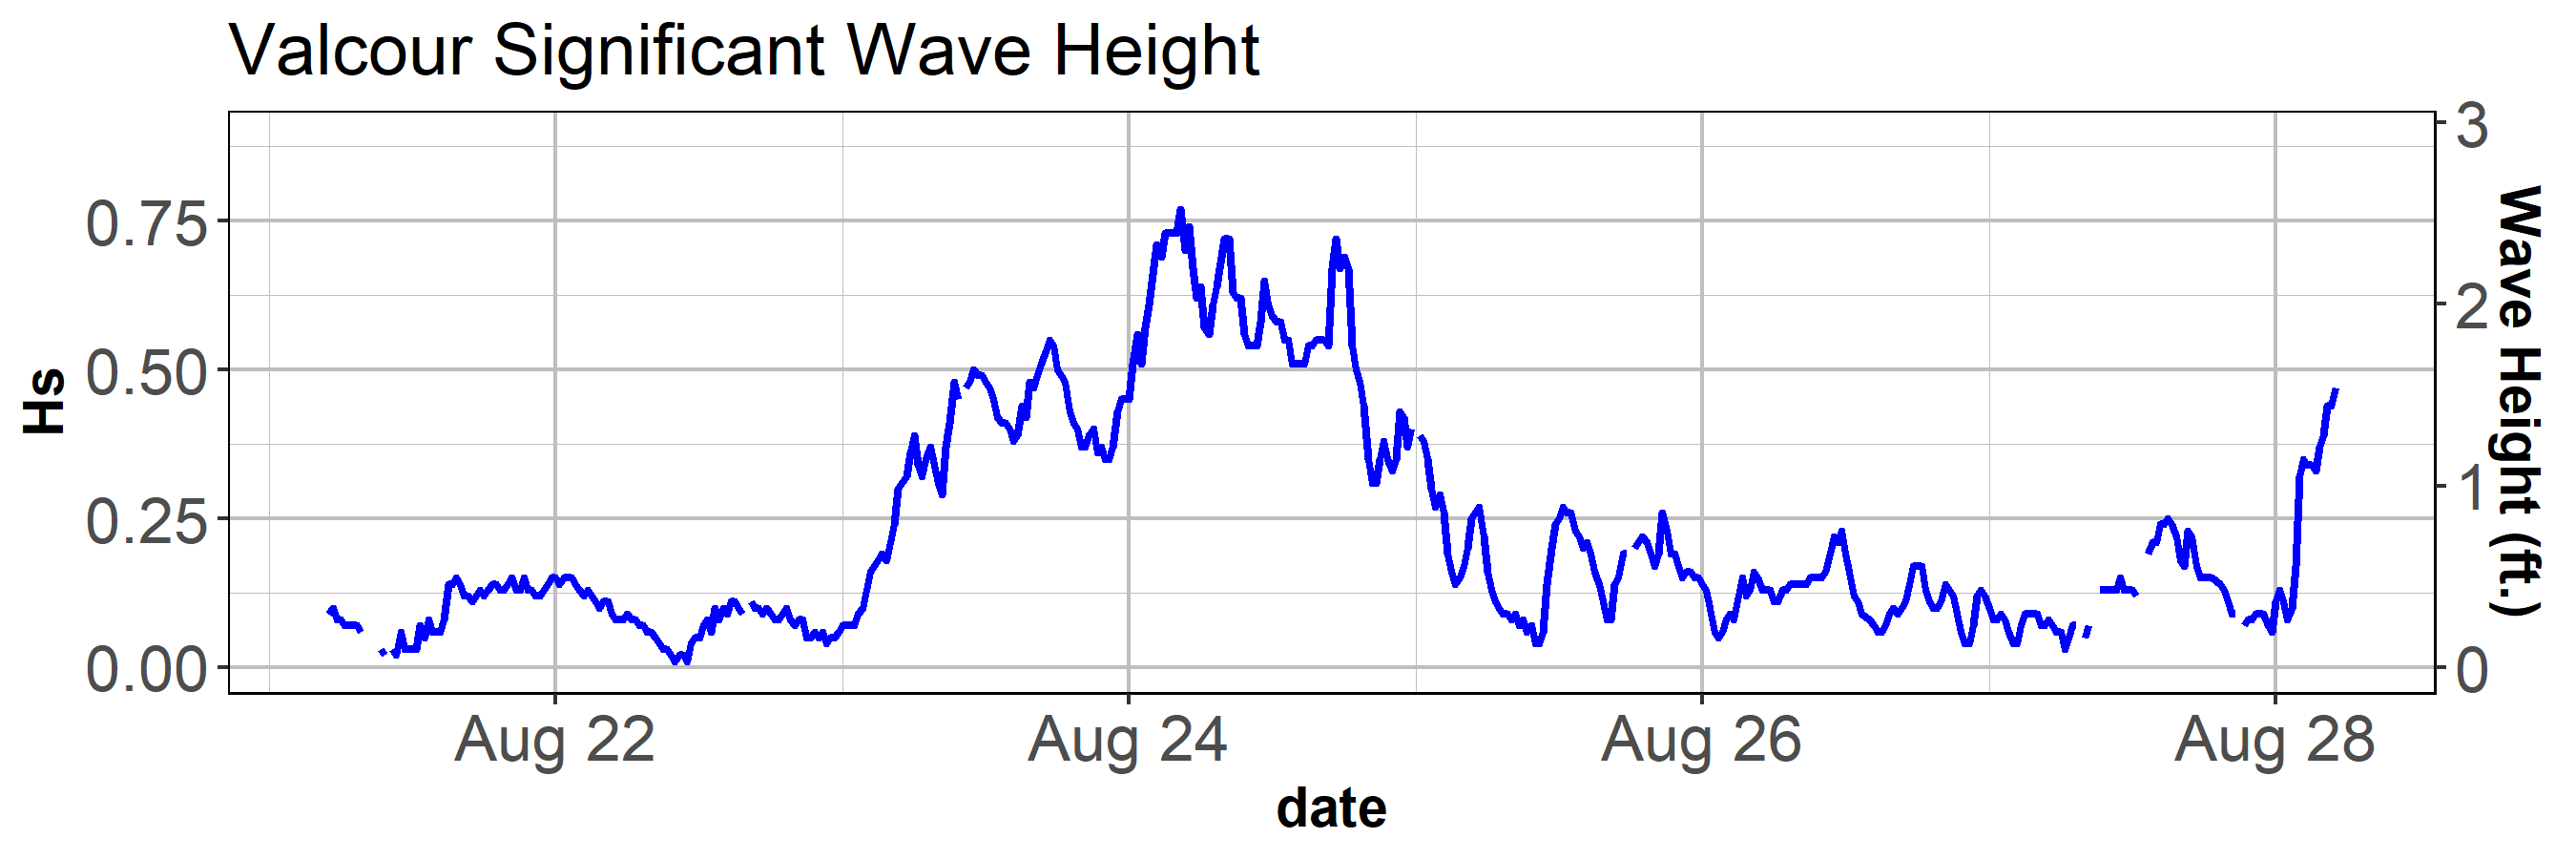 Valcour Significant Wave Height
Hs
0.75
0.50
0.25
0.00
3
2
1
0
Wave Height (ft.)
Aug 22 Aug 24 Aug 26 Aug 28
date